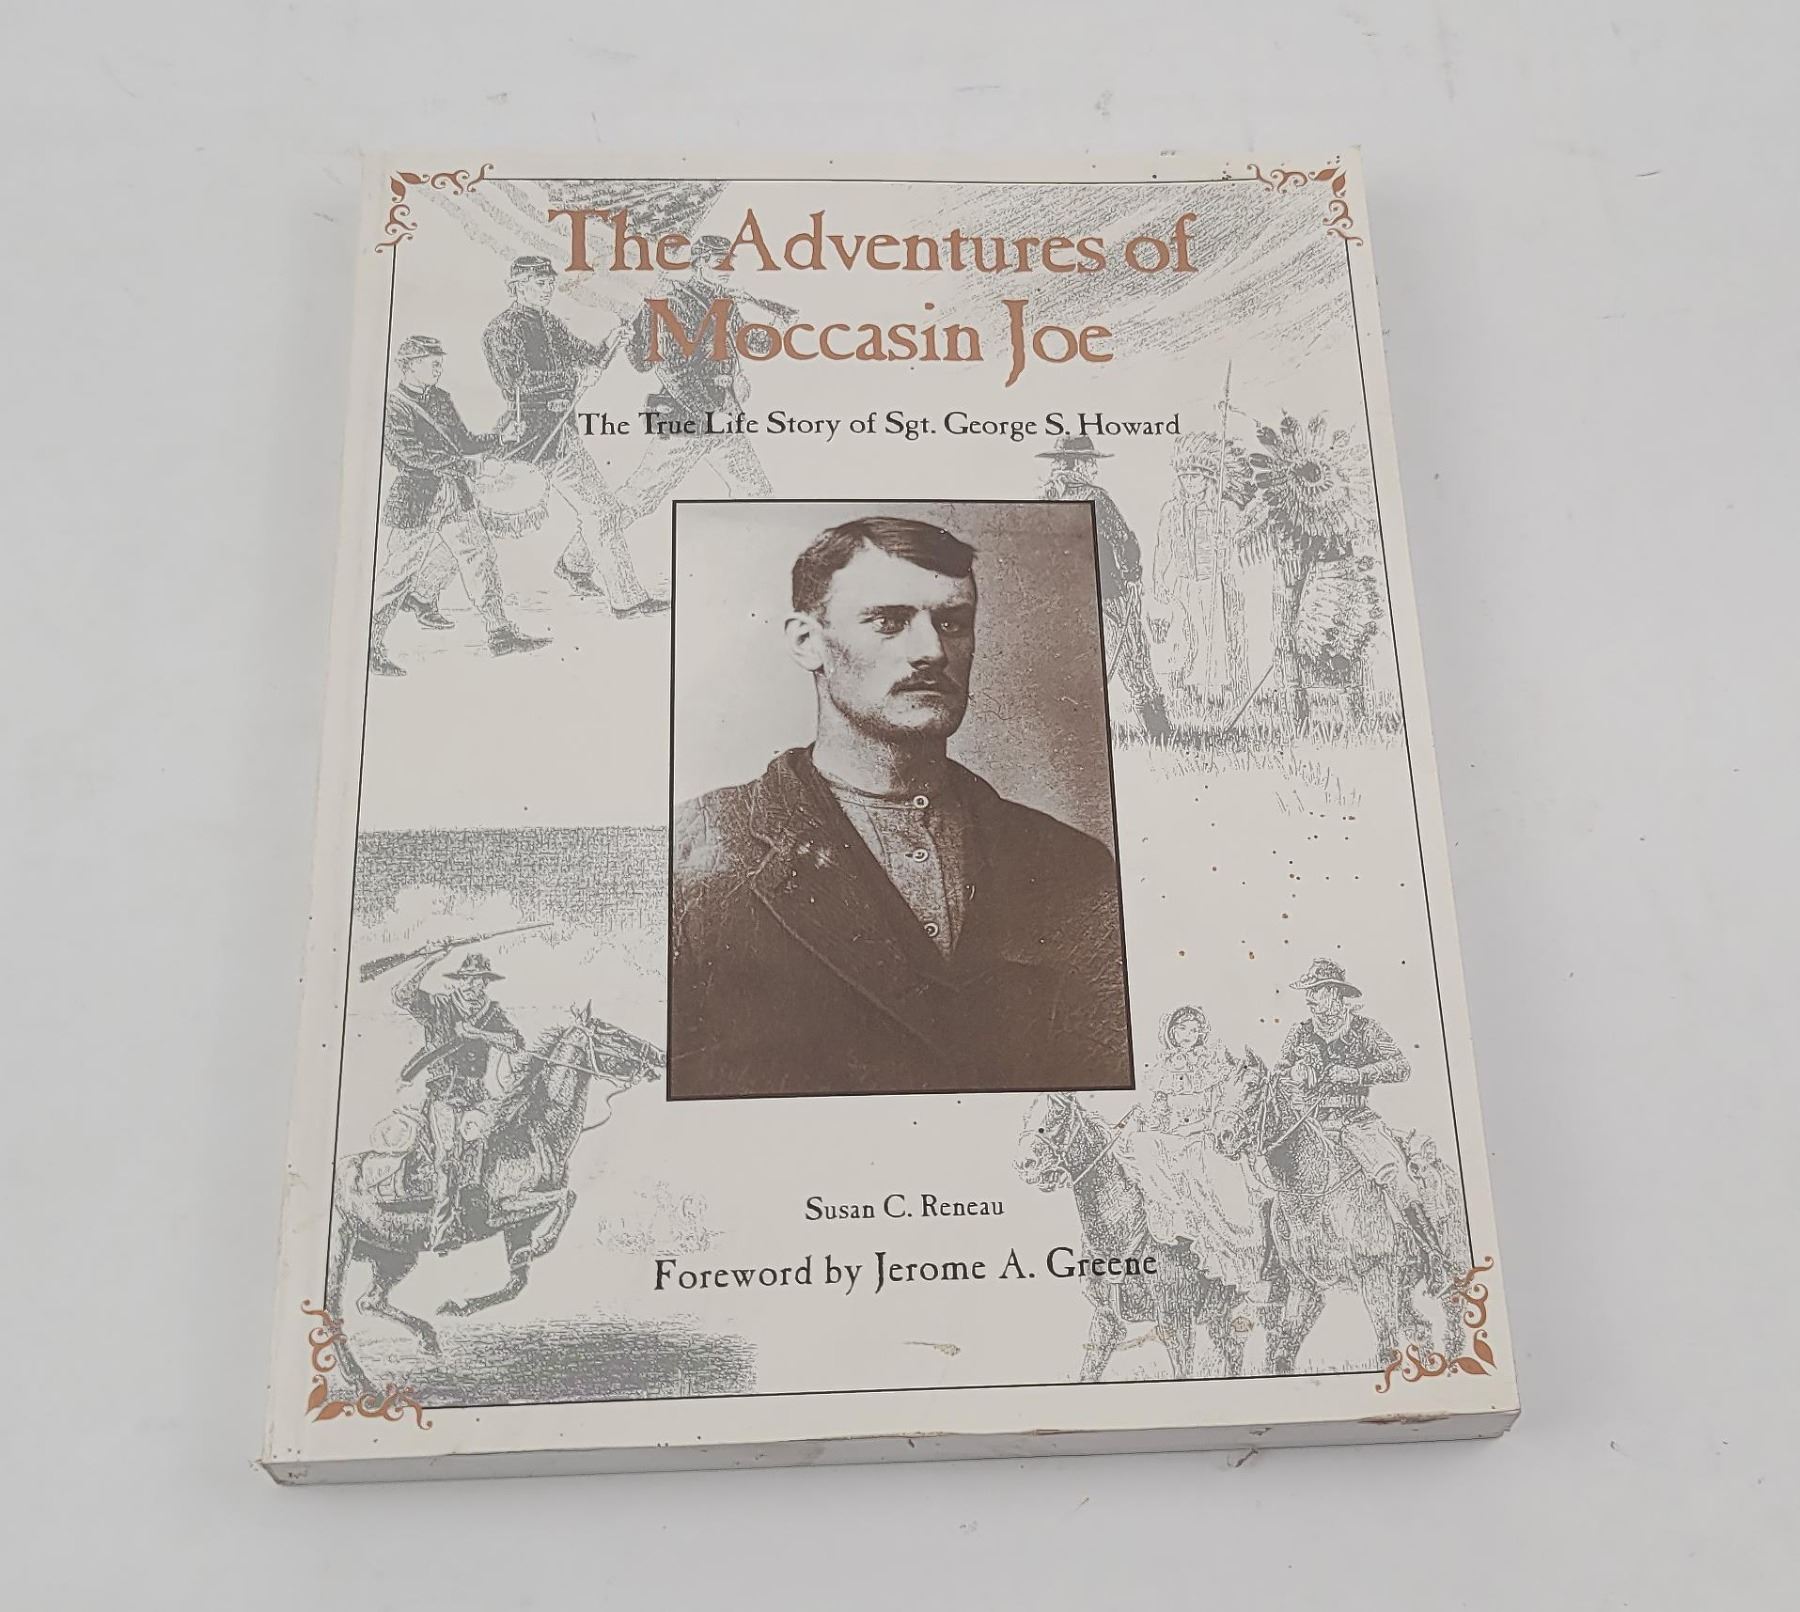 The Adventures of
Moccasin Joe
The True Life Story of Sgt. George S. Howard
Susan C. Reneau
Foreword by Jerome A. Greene